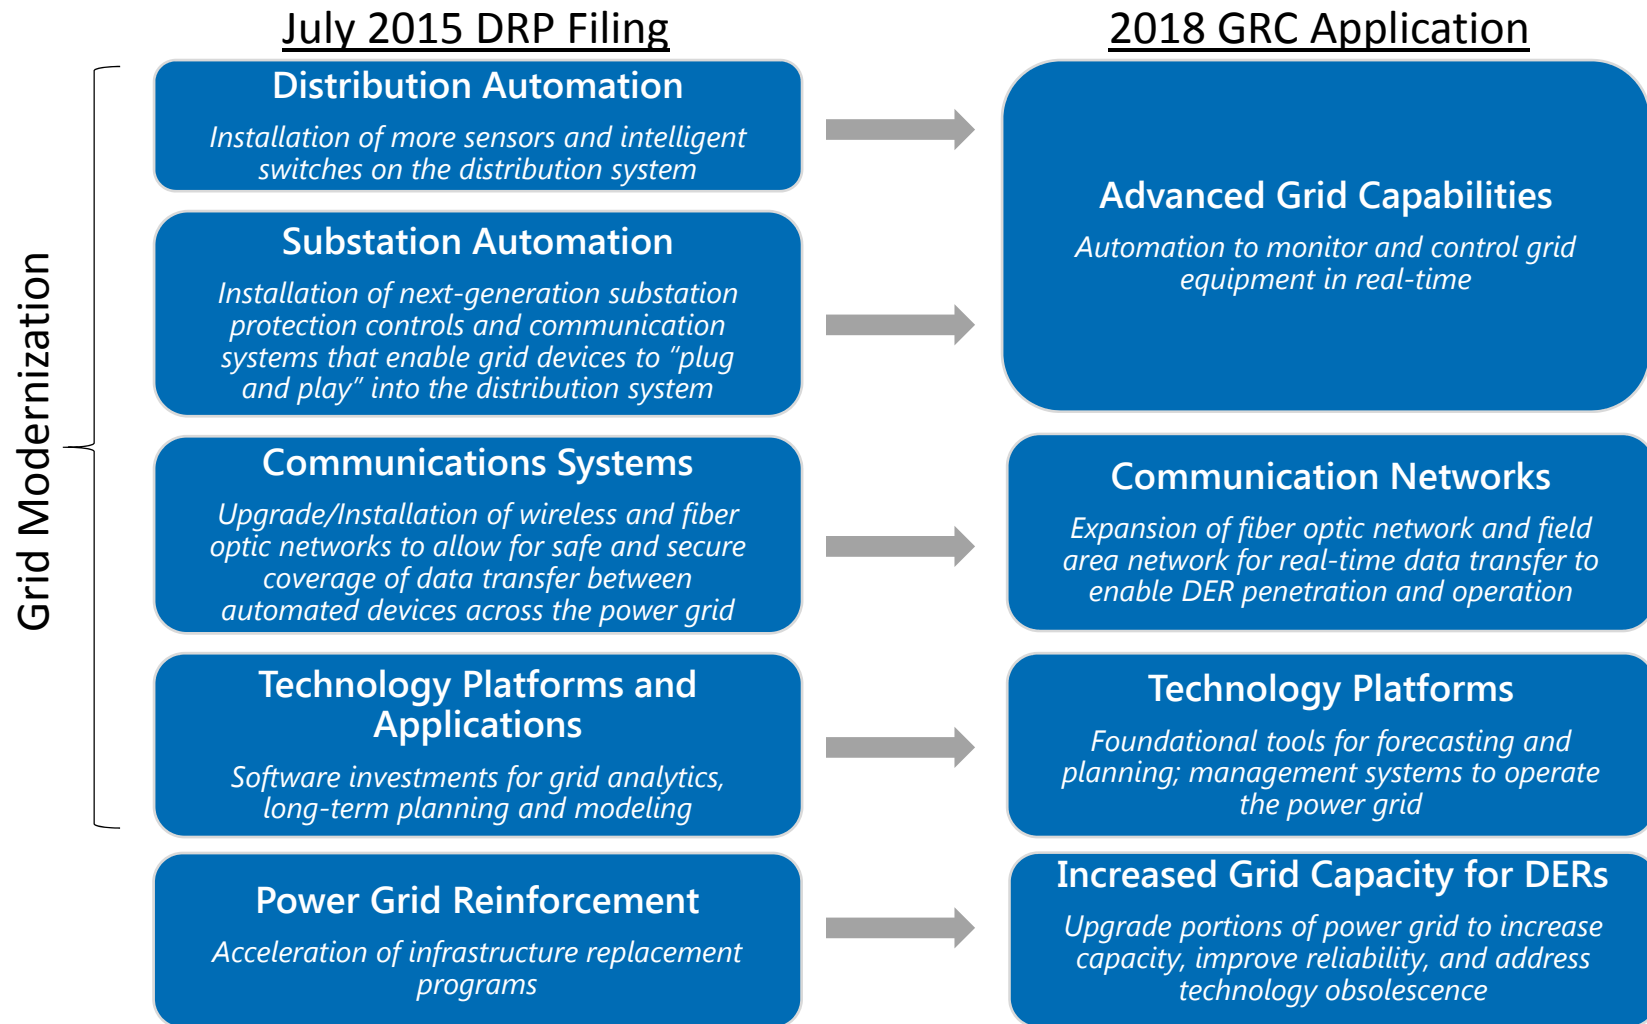 July 2015 DRP Filing
2018 GRC Application
Grid Modernization
Distribution Automation
Installation of more sensors and intelligent
switches on the distribution system
Substation Automation
Installation of next-generation substation
protection controls and communication
systems that enable grid devices to “plug
and play” into the distribution system
Advanced Grid Capabilities
Automation to monitor and control grid
equipment in real-time
Communications Systems
Upgrade/Installation of wireless and fiber
optic networks to allow for safe and secure
coverage of data transfer between
automated devices across the power grid
Communication Networks
Expansion of fiber optic network and field
area network for real-time data transfer to
enable DER penetration and operation
Technology Platforms and
Applications
Software investments for grid analytics,
long-term planning and modeling
Technology Platforms
Foundational tools for forecasting and
planning; management systems to operate
the power grid
Power Grid Reinforcement
Acceleration of infrastructure replacement
programs
Increased Grid Capacity for DERs
Upgrade portions of power grid to increase
capacity, improve reliability, and address
technology obsolescence